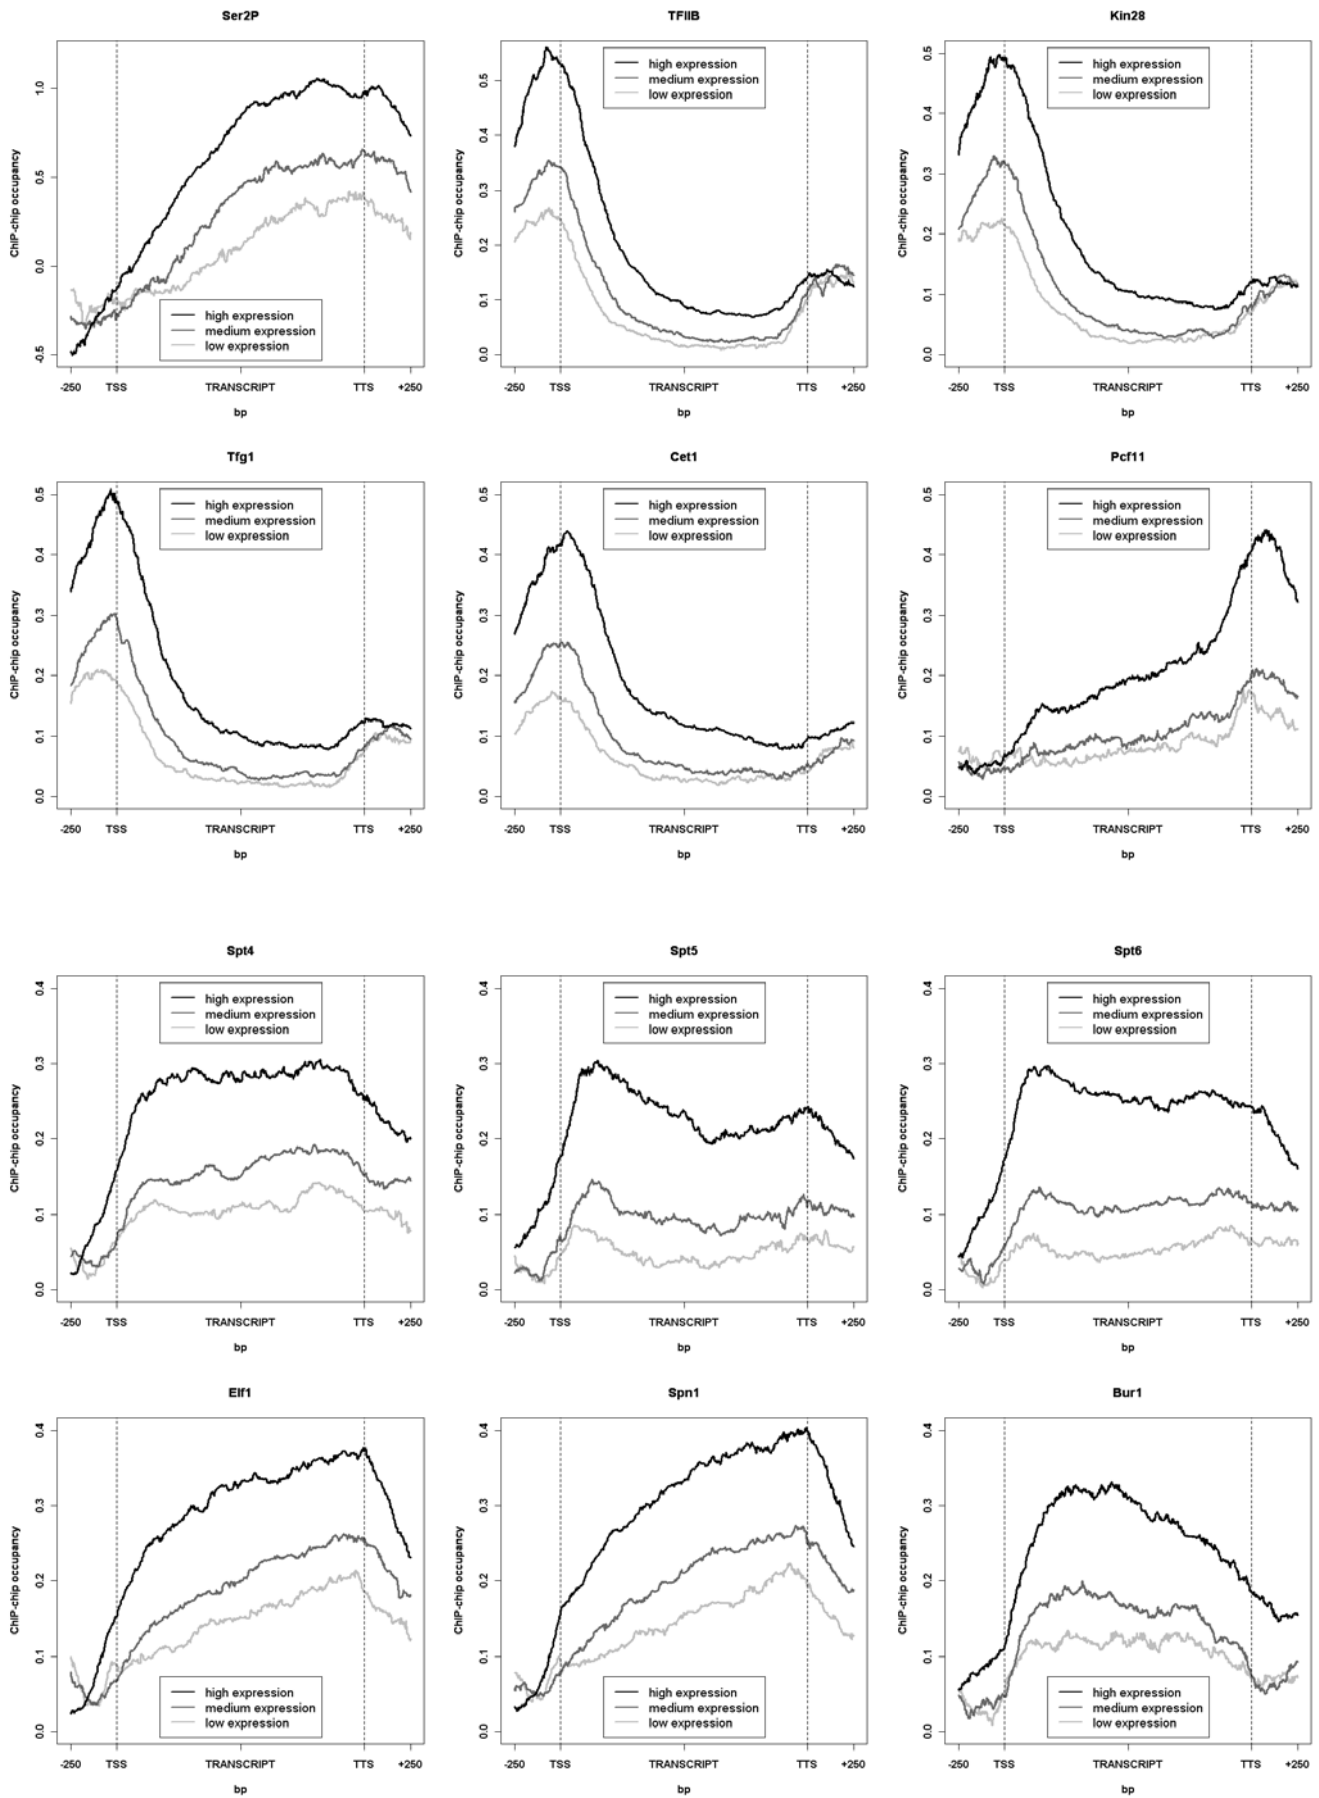 Ser2P
ChIP-chip occupancy
1.0
0.5
0.0
-0.5
high expression
medium expression
low expression
-250 TSS TRANSCRIPT TTS +250
bp
TFIIB
ChIP-chip occupancy
0.5
0.4
0.3
0.2
0.1
0.0
high expression
medium expression
low expression
-250 TSS TRANSCRIPT TTS +250
bp
Kin28
ChIP-chip occupancy
0.5
0.4
0.3
0.2
0.1
0.0
high expression
medium expression
low expression
-250 TSS TRANSCRIPT TTS +250
bp
Tfg1
ChIP-chip occupancy
0.5
0.4
0.3
0.2
0.1
0.0
high expression
medium expression
low expression
-250 TSS TRANSCRIPT TTS +250
bp
Cet1
ChIP-chip occupancy
0.5
0.4
0.3
0.2
0.1
0.0
high expression
medium expression
low expression
-250 TSS TRANSCRIPT TTS +250
bp
Pcf11
ChIP-chip occupancy
0.5
0.4
0.3
0.2
0.1
0.0
high expression
medium expression
low expression
-250 TSS TRANSCRIPT TTS +250
bp
Spt4
ChIP-chip occupancy
0.4
0.3
0.2
0.1
0.0
high expression
medium expression
low expression
-250 TSS TRANSCRIPT TTS +250
bp
Spt5
ChIP-chip occupancy
0.4
0.3
0.2
0.1
0.0
high expression
medium expression
low expression
-250 TSS TRANSCRIPT TTS +250
bp
Spt6
ChIP-chip occupancy
0.4
0.3
0.2
0.1
0.0
high expression
medium expression
low expression
-250 TSS TRANSCRIPT TTS +250
bp
Elf1
ChIP-chip occupancy
0.4
0.3
0.2
0.1
0.0
high expression
medium expression
low expression
-250 TSS TRANSCRIPT TTS +250
bp
Spn1
ChIP-chip occupancy
0.4
0.3
0.2
0.1
0.0
high expression
medium expression
low expression
-250 TSS TRANSCRIPT TTS +250
bp
Bur1
ChIP-chip occupancy
0.4
0.3
0.2
0.1
0.0
high expression
medium expression
low expression
-250 TSS TRANSCRIPT TTS +250
bp